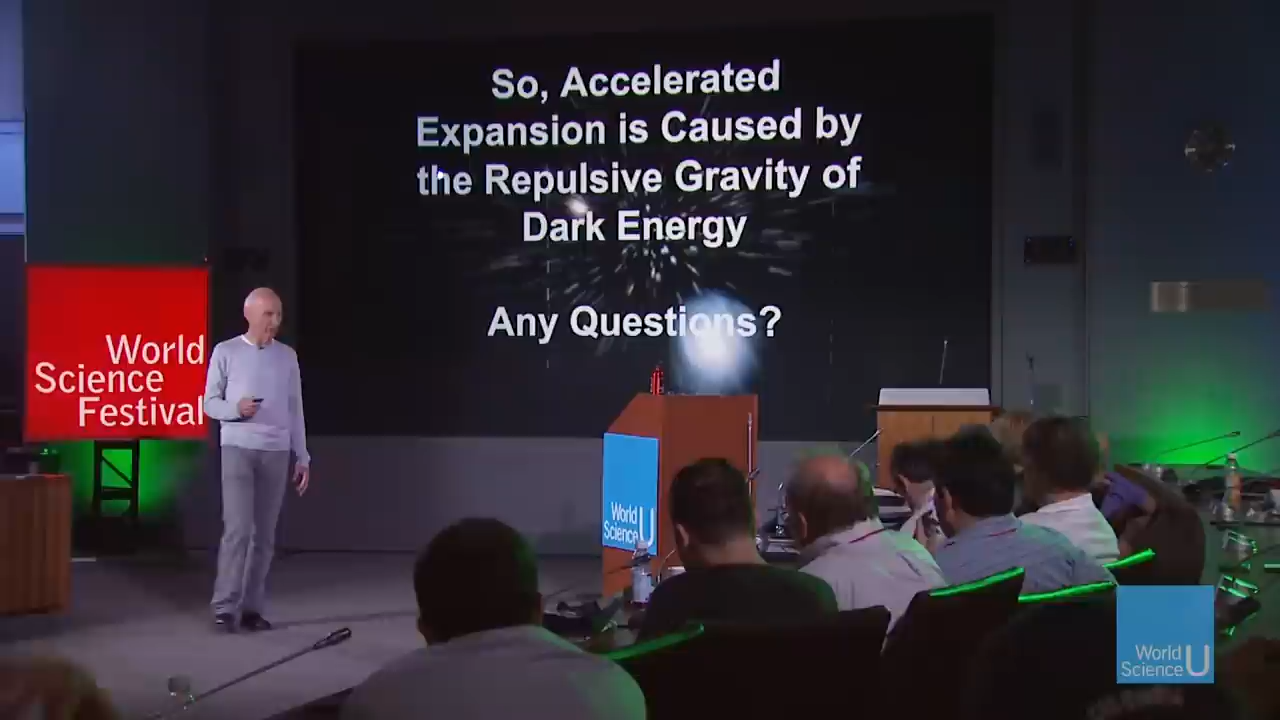 So, Accelerated
Expansion is Caused by
the Repulsive Gravity of
Dark Energy
Any Questions?
World
Science
Festival
World
Science U
World
Science U